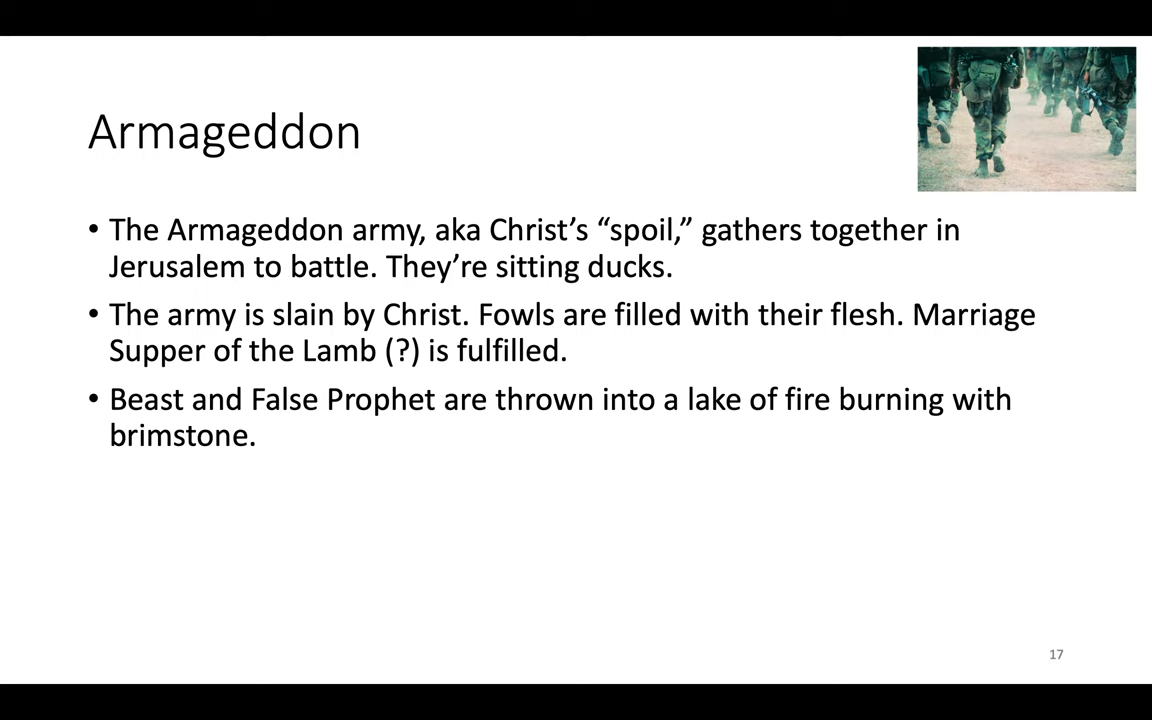 Armageddon
• The Armageddon army, aka Christ’s “spoil,” gathers together in
Jerusalem to battle. They’re sitting ducks.
• The army is slain by Christ. Fowls are filled with their flesh. Marriage
Supper of the Lamb (?) is fulfilled.
• Beast and False Prophet are thrown into a lake of fire burning with
brimstone.
17